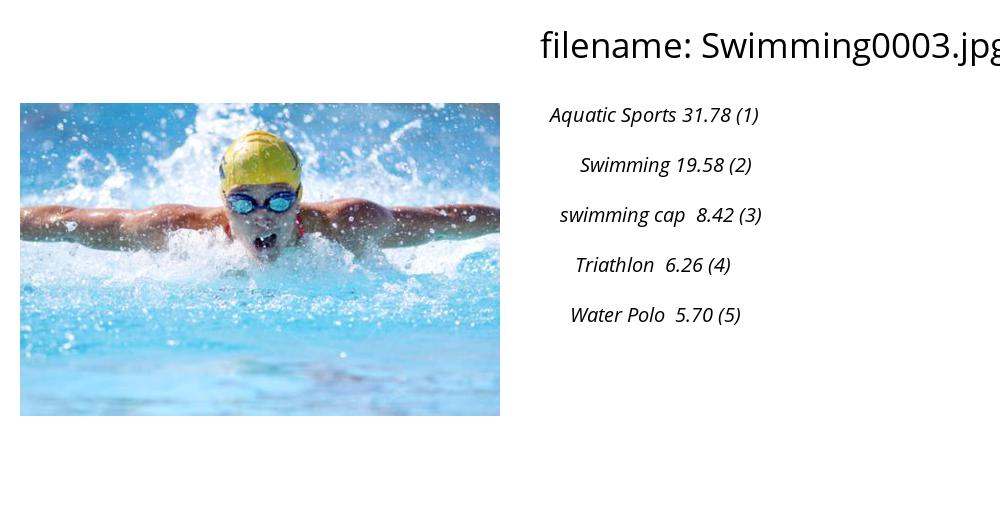 filename: Swimming0003.jpg
Aquatic Sports 31.78 (1)
Swimming 19.58 (2)
swimming cap 8.42 (3)
Triathlon 6.26 (4)
Water Polo 5.70 (5)